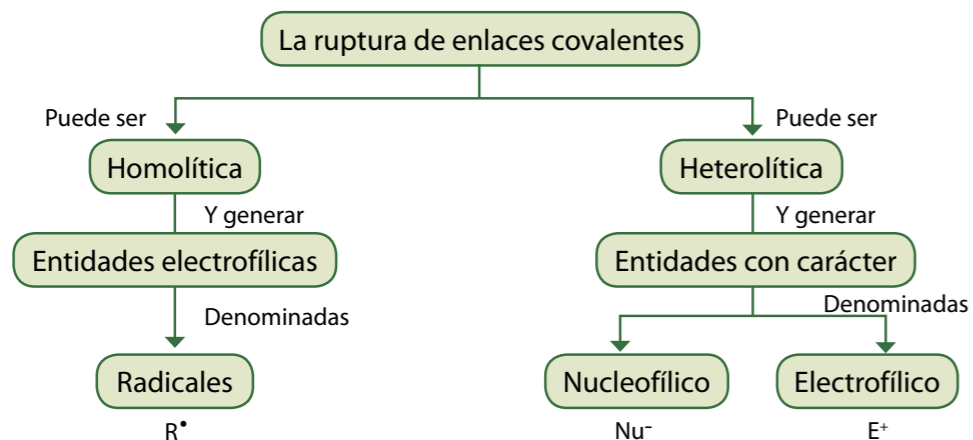 La ruptura de enlaces covalentes
Puede ser
Puede ser
Homolítica
Heterolítica
Y generar
Y generar
Entidades electrofílicas
Entidades con carácter
Denominadas
Denominadas
Radicales
Nucleofílico
Electrofílico
R•
Nu⁻
E⁺